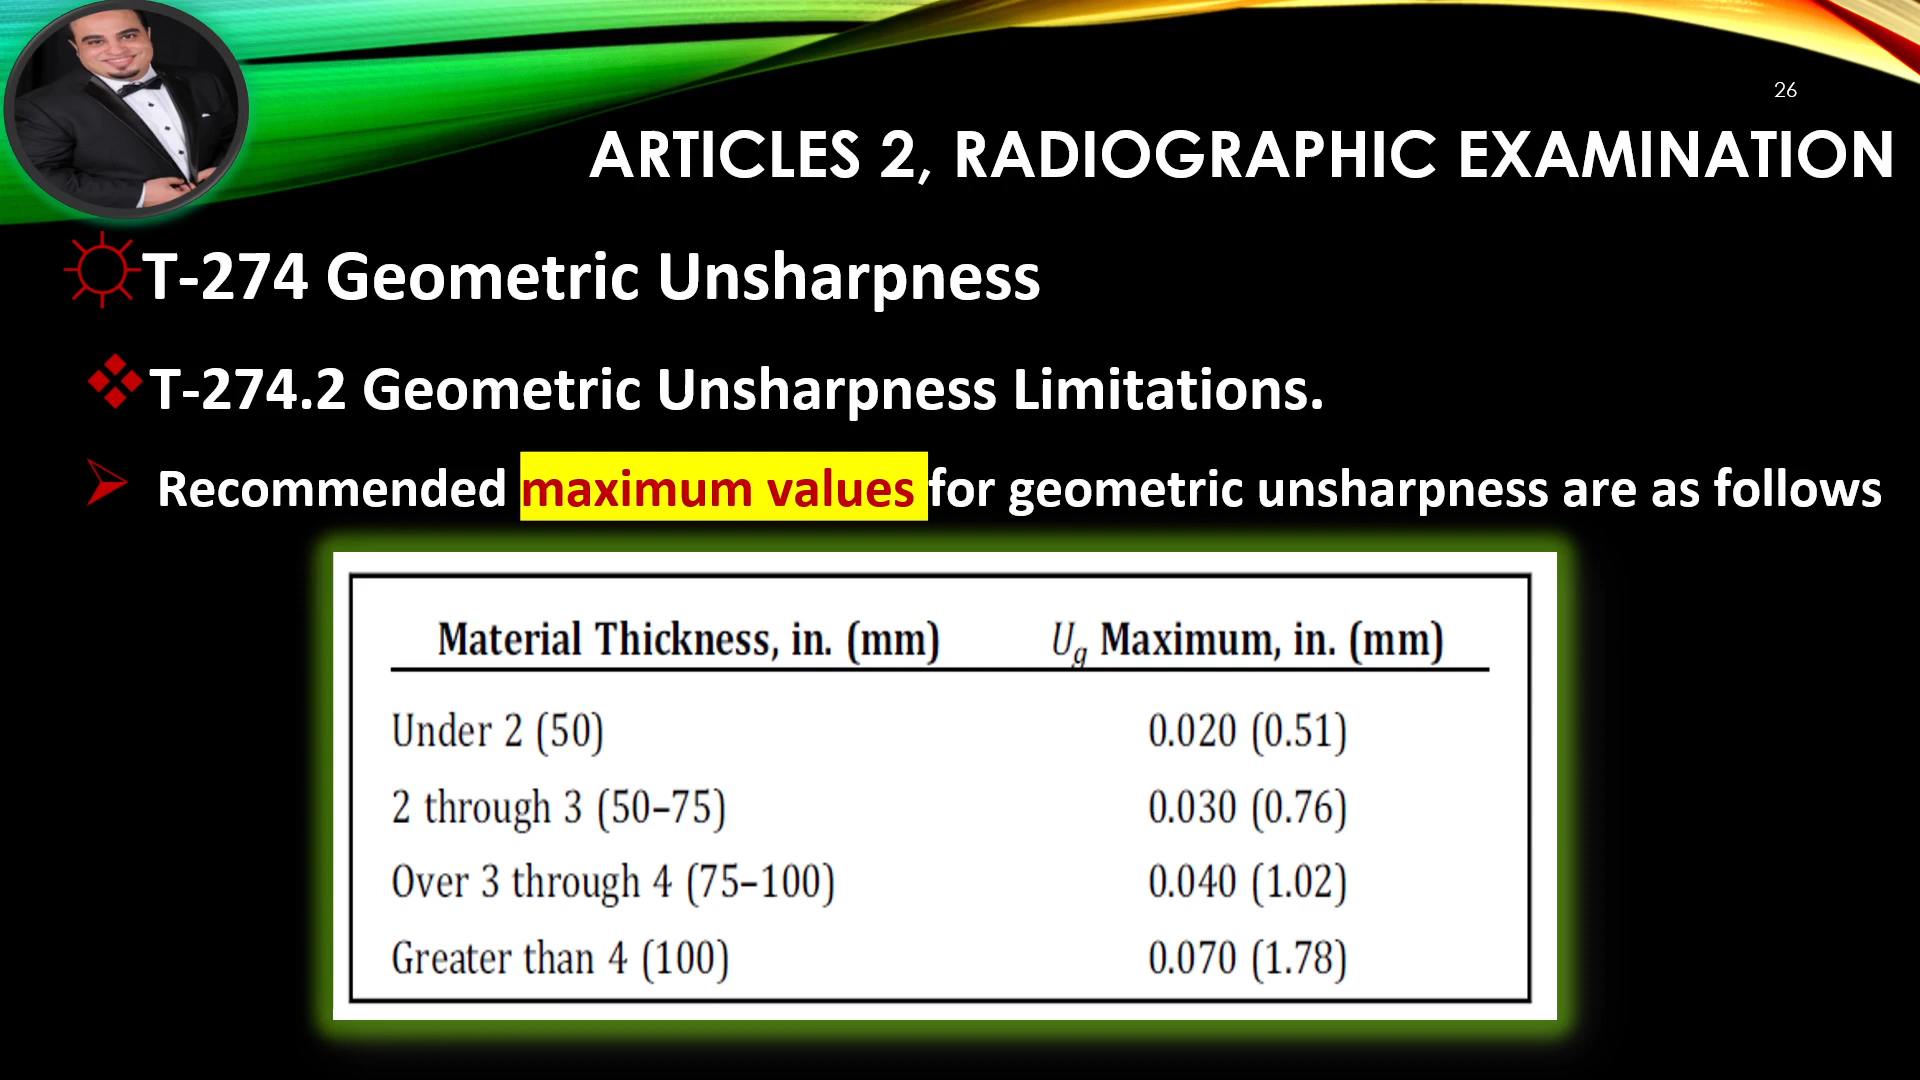 26
ARTICLES 2, RADIOGRAPHIC EXAMINATION
T-274 Geometric Unsharpness
T-274.2 Geometric Unsharpness Limitations.
Recommended maximum values for geometric unsharpness are as follows
Material Thickness, in. (mm) Ug Maximum, in. (mm)
Under 2 (50) 0.020 (0.51)
2 through 3 (50–75) 0.030 (0.76)
Over 3 through 4 (75–100) 0.040 (1.02)
Greater than 4 (100) 0.070 (1.78)